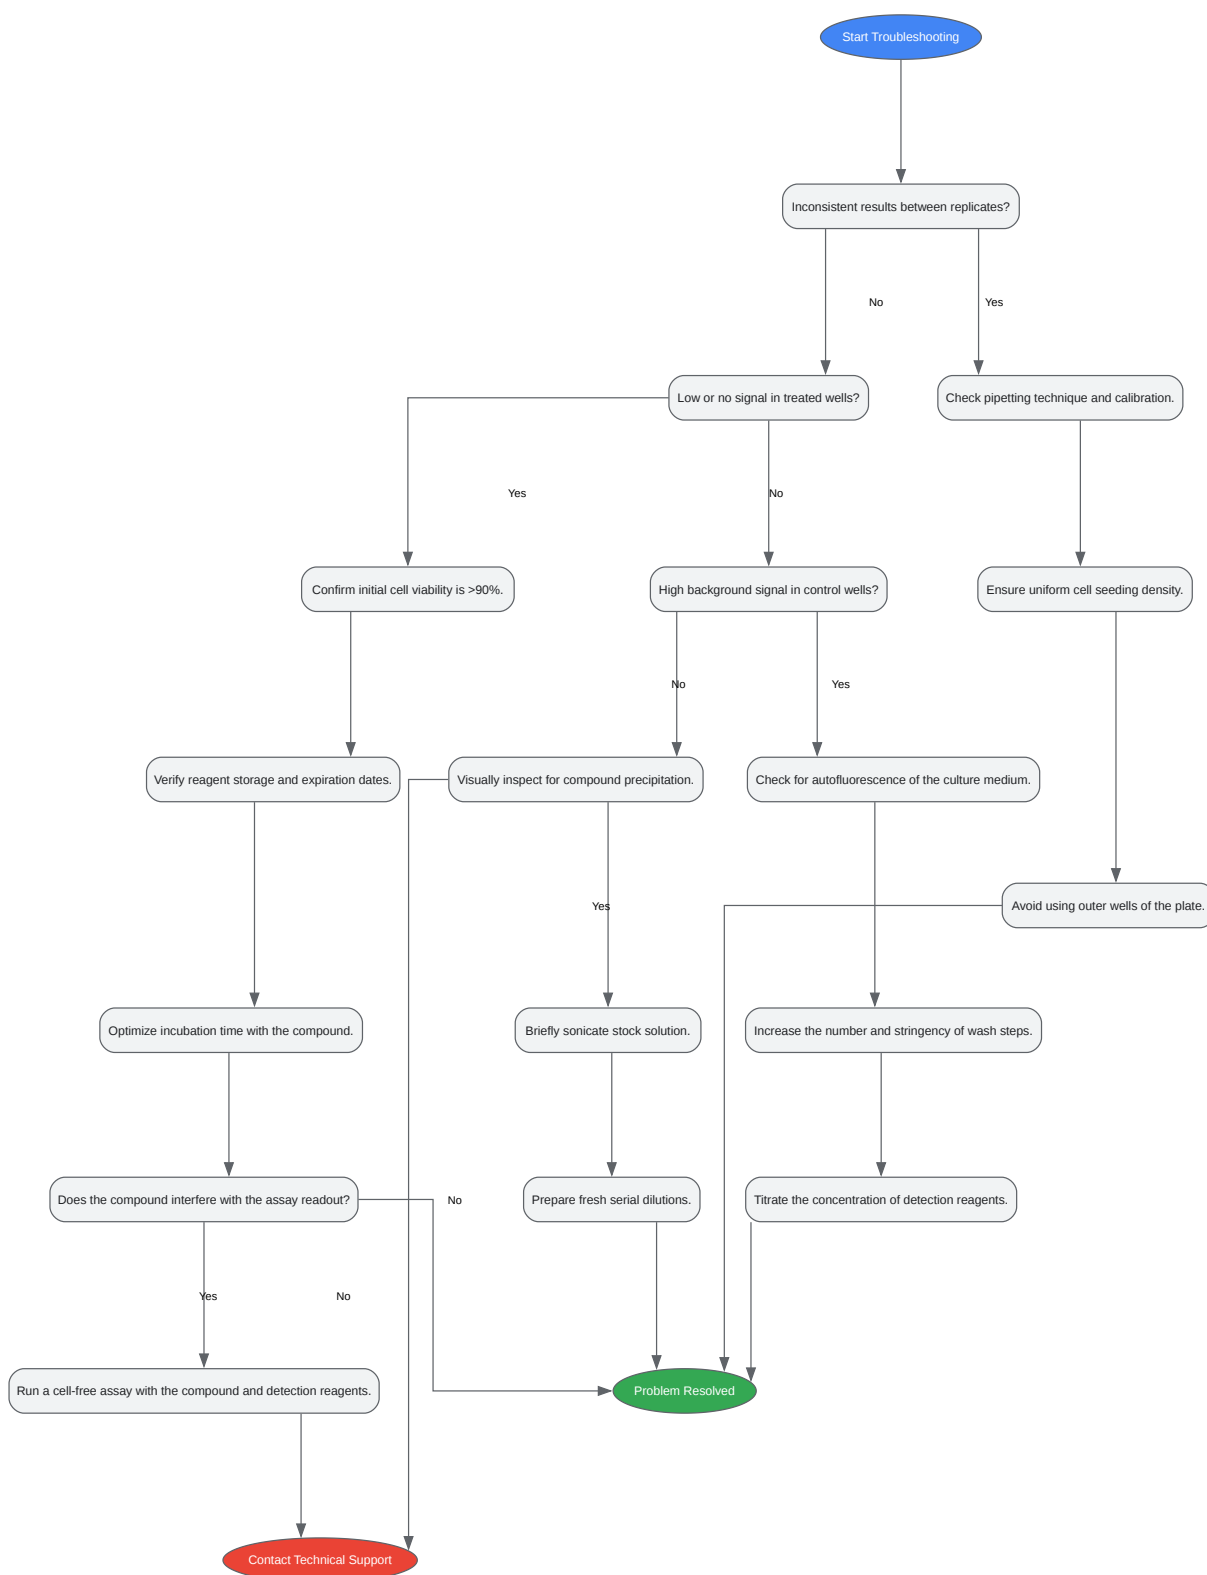 Start Troubleshooting
Inconsistent results between replicates?
No
Yes
Low or no signal in treated wells?
Check pipetting technique and calibration.
Yes
No
Confirm initial cell viability is >90%.
High background signal in control wells?
Ensure uniform cell seeding density.
No
Yes
Verify reagent storage and expiration dates.
Visually inspect for compound precipitation.
Check for autofluorescence of the culture medium.
Yes
Avoid using outer wells of the plate.
Optimize incubation time with the compound.
Briefly sonicate stock solution.
Increase the number and stringency of wash steps.
Does the compound interfere with the assay readout?
No
Prepare fresh serial dilutions.
Titrate the concentration of detection reagents.
Yes
No
Run a cell-free assay with the compound and detection reagents.
Problem Resolved
Contact Technical Support